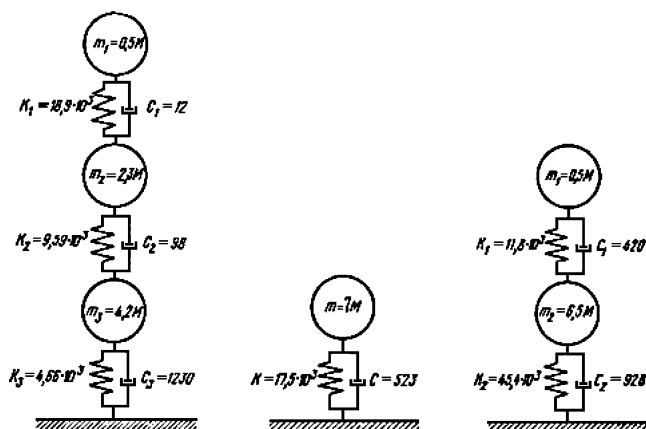 m₁=0,5M
K₁=18,9·10³
C₁=12
m₂=2,3M
K₂=9,59·10³
C₂=98
m₃=4,2M
K₃=4,66·10³
C₃=1230
m=7M
K=17,5·10³
C=523
m₁=0,5M
K₁=11,8·10³
C₁=420
m₂=6,5M
K₂=45,4·10³
C₂=928